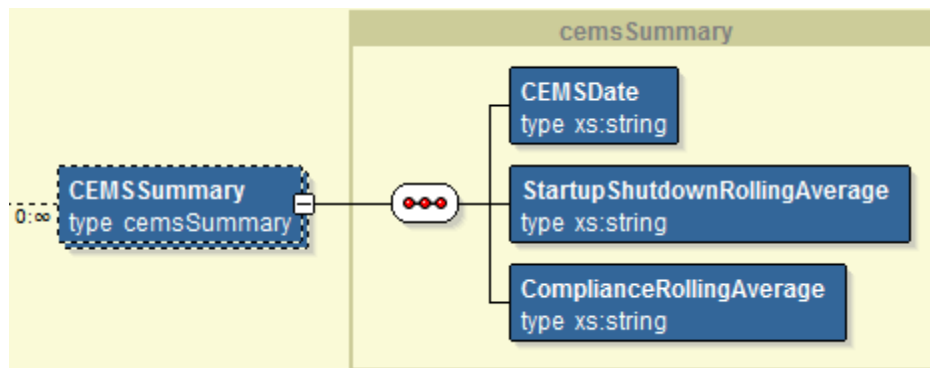 cemsSummary
CEMSDate
type xs:string
CEMSSummary
type cemsSummary
0:∞
StartupShutdownRollingAverage
type xs:string
ComplianceRollingAverage
type xs:string